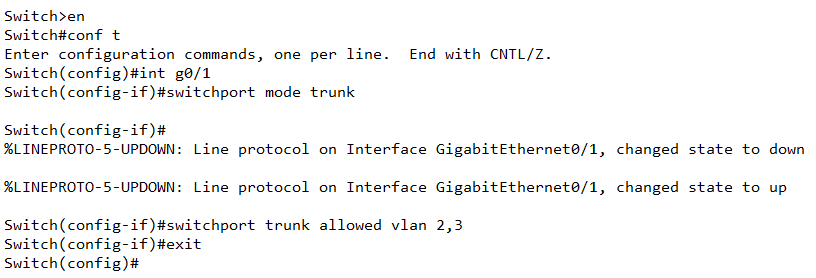 Switch>en
Switch#conf t
Enter configuration commands, one per line.  End with CNTL/Z.
Switch(config)#int g0/1
Switch(config-if)#switchport mode trunk
Switch(config-if)#
%LINEPROTO-5-UPDOWN: Line protocol on Interface GigabitEthernet0/1, changed state to down
%LINEPROTO-5-UPDOWN: Line protocol on Interface GigabitEthernet0/1, changed state to up
Switch(config-if)#switchport trunk allowed vlan 2,3
Switch(config-if)#exit
Switch(config)#